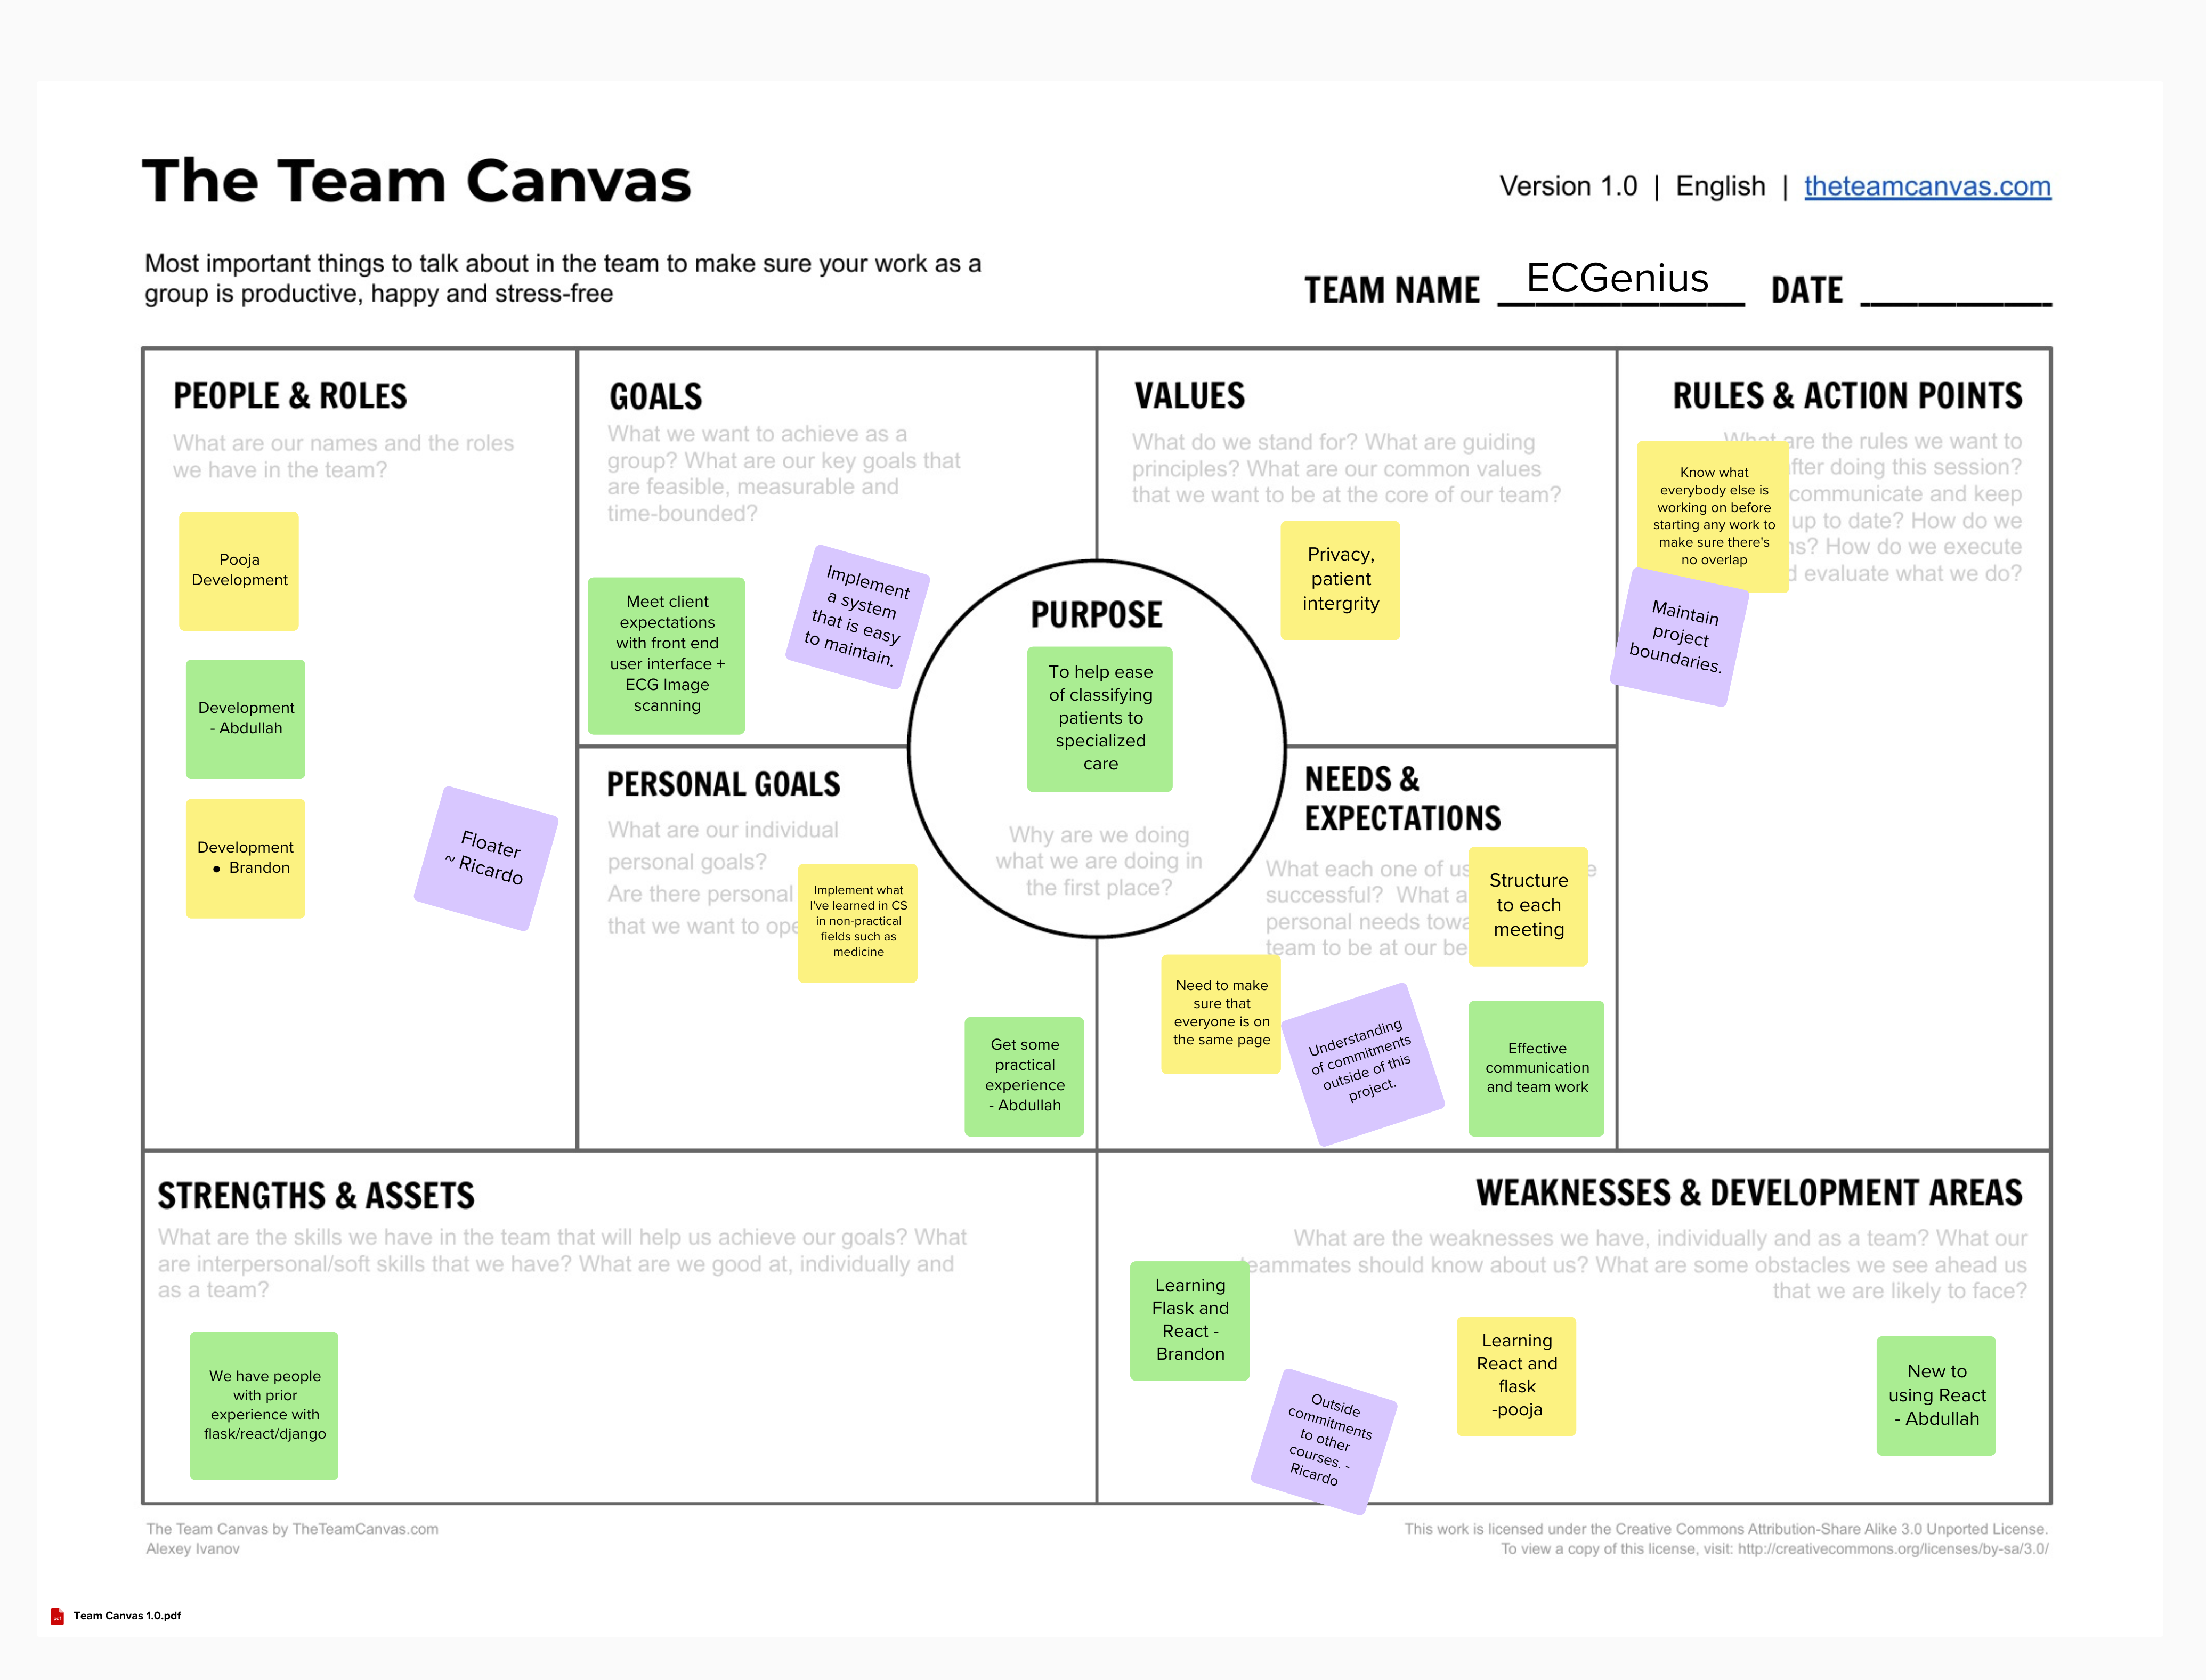 The Team Canvas
Version 1.0 | English | theteamcanvas.com
Most important things to talk about in the team to make sure your work as a
group is productive, happy and stress-free
TEAM NAME ECGenius DATE
PEOPLE & ROLES
What are our names and the roles
we have in the team?
Pooja
Development
Development
- Abdullah
Development
• Brandon
Floater
~ Ricardo
GOALS
What we want to achieve as a
group? What are our key goals that
are feasible, measurable and
time-bounded?
Meet client
expectations
with front end
user interface +
ECG Image
scanning
Implement
a system
that is easy
to maintain.
PURPOSE
To help ease
of classifying
patients to
specialized
care
Why are we doing
what we are doing in
the first place?
VALUES
What do we stand for? What are guiding
principles? What are our common values
that we want to be at the core of our team?
Privacy,
patient
intergrity
RULES & ACTION POINTS
What are the rules we want to
after doing this session?
communicate and keep
up to date? How do we
How do we execute
evaluate what we do?
Know what
everybody else is
working on before
starting any work to
make sure there's
no overlap
Maintain
project
boundaries.
PERSONAL GOALS
What are our individual
personal goals?
Are there personal
that we want to
Implement what
I've learned in CS
in non-practical
fields such as
medicine
Get some
practical
experience
- Abdullah
NEEDS &
EXPECTATIONS
What each one of us
successful? What
personal needs
team to be at our
Structure
to each
meeting
Need to make
sure that
everyone is on
the same page
Understanding
of commitments
outside of this
project.
Effective
communication
and team work
STRENGTHS & ASSETS
What are the skills we have in the team that will help us achieve our goals? What
are interpersonal/soft skills that we have? What are we good at, individually and
as a team?
We have people
with prior
experience with
flask/react/django
WEAKNESSES & DEVELOPMENT AREAS
What are the weaknesses we have, individually and as a team? What our
teammates should know about us? What are some obstacles we see ahead us
that we are likely to face?
Learning
Flask and
React -
Brandon
Outside
commitments
to other
courses. -
Ricardo
Learning
React and
flask
-pooja
New to
using React
- Abdullah
The Team Canvas by TheTeamCanvas.com
Alexey Ivanov
This work is licensed under the Creative Commons Attribution-Share Alike 3.0 Unported License.
To view a copy of this license, visit: http://creativecommons.org/licenses/by-sa/3.0/
Team Canvas 1.0.pdf